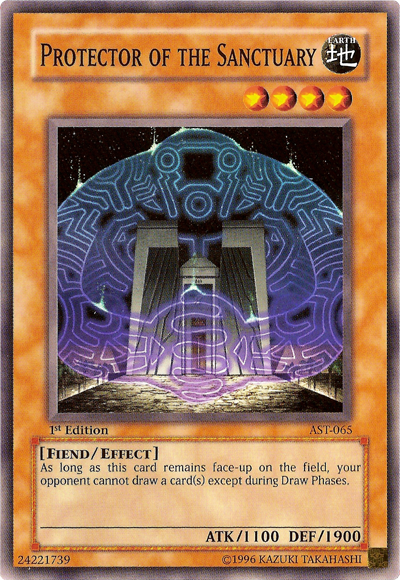 PROTECTOR OF THE SANCTUARY
EARTH
地
1st Edition
AST-065
[FIEND/EFFECT]
As long as this card remains face-up on the field, your
opponent cannot draw a card(s) except during Draw Phases.
ATK/1100 DEF/1900
24221739
©1996 KAZUKI TAKAHASHI